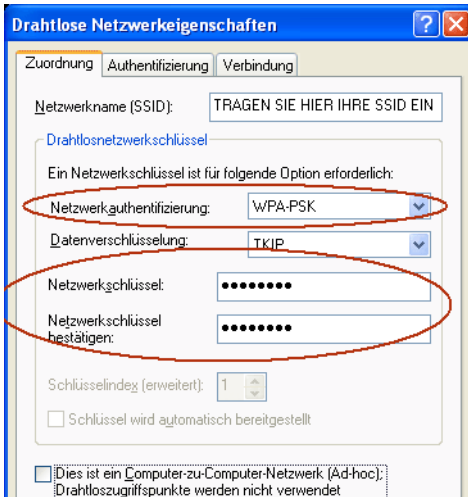 Drahtlose Netzwerkeigenschaften
Zuordnung Authentifizierung Verbindung
Netzwerkname (SSID): TRAGEN SIE HIER IHRE SSID EIN
Drahtlosnetzwerkschlüssel
Ein Netzwerkschlüssel ist für folgende Option erforderlich:
Netzwerkauthentifizierung: WPA-PSK
Datenverschlüsselung: TKIP
Netzwerkschlüssel: ••••••••
Netzwerkschlüssel
bestätigen: ••••••••
Schlüsselindex (erweitert): 1
Schlüssel wird automatisch bereitgestellt
Dies ist ein Computer-zu-Computer-Netzwerk (Ad-hoc);
Drahtloszugriffspunkte werden nicht verwendet